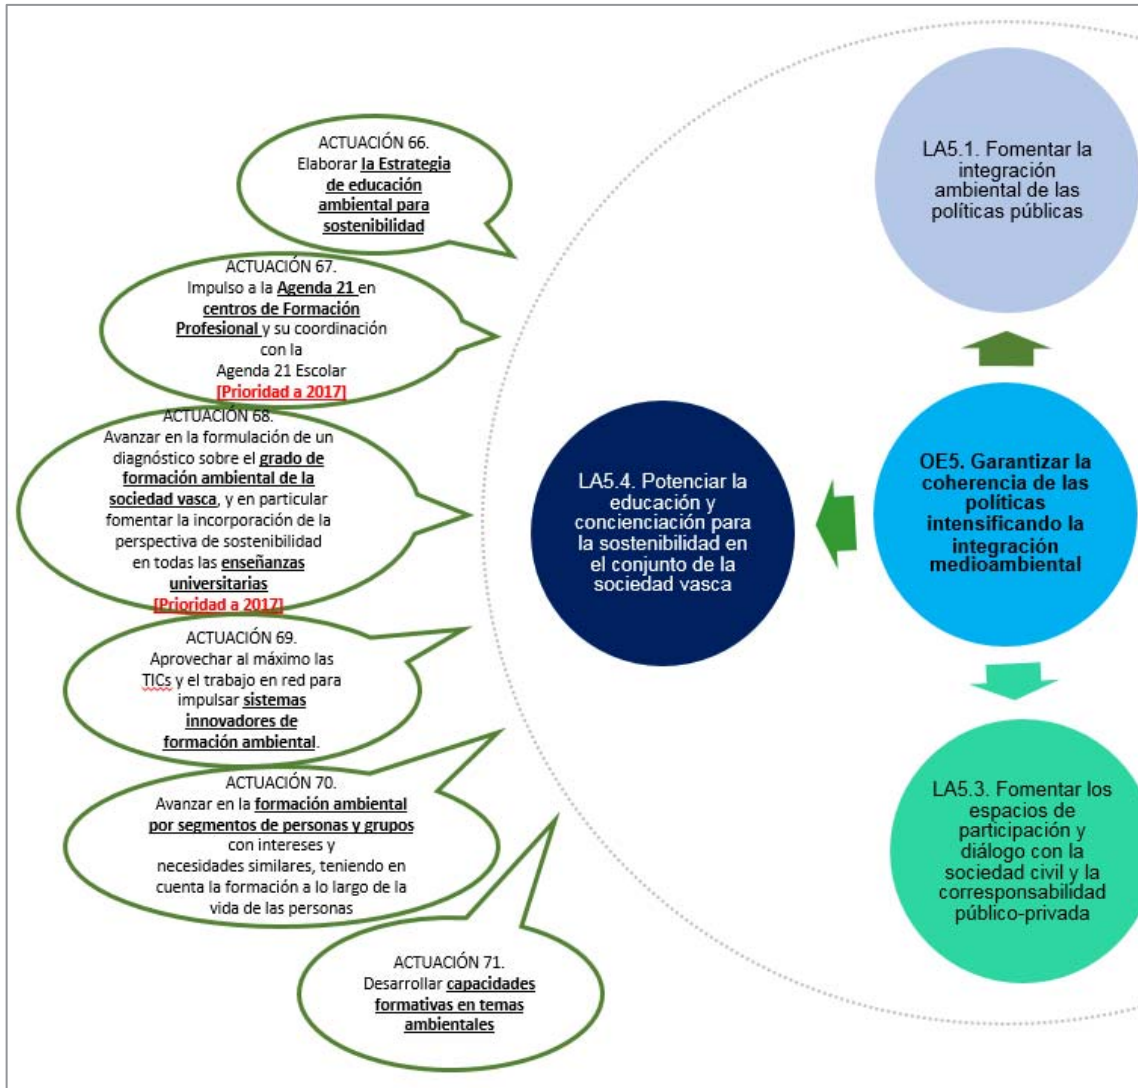 ACTUACIÓN 66.
Elaborar la Estrategia
de educación
ambiental para
sostenibilidad
ACTUACIÓN 67.
Impulso a la Agenda 21 en
centros de Formación
Profesional y su coordinación
con la
Agenda 21 Escolar
[Prioridad a 2017]
ACTUACIÓN 68.
Avanzar en la formulación de un
diagnóstico sobre el grado de
formación ambiental de la
sociedad vasca, y en particular
fomentar la incorporación de la
perspectiva de sostenibilidad
en todas las enseñanzas
universitarias
[Prioridad a 2017]
ACTUACIÓN 69.
Aprovechar al máximo las
TICs y el trabajo en red para
impulsar sistemas
innovadores de
formación ambiental.
ACTUACIÓN 70.
Avanzar en la formación ambiental
por segmentos de personas y grupos
con intereses y
necesidades similares, teniendo en
cuenta la formación a lo largo de la
vida de las personas
ACTUACIÓN 71.
Desarrollar capacidades
formativas en temas
ambientales
LA5.4. Potenciar la
educación y
concienciación para
la sostenibilidad en
el conjunto de la
sociedad vasca
LA5.1. Fomentar la
integración
ambiental de las
políticas públicas
OE5. Garantizar la
coherencia de las
políticas
intensificando la
integración
medioambiental
LA5.3. Fomentar los
espacios de
participación y
diálogo con la
sociedad civil y la
corresponsabilidad
público-privada